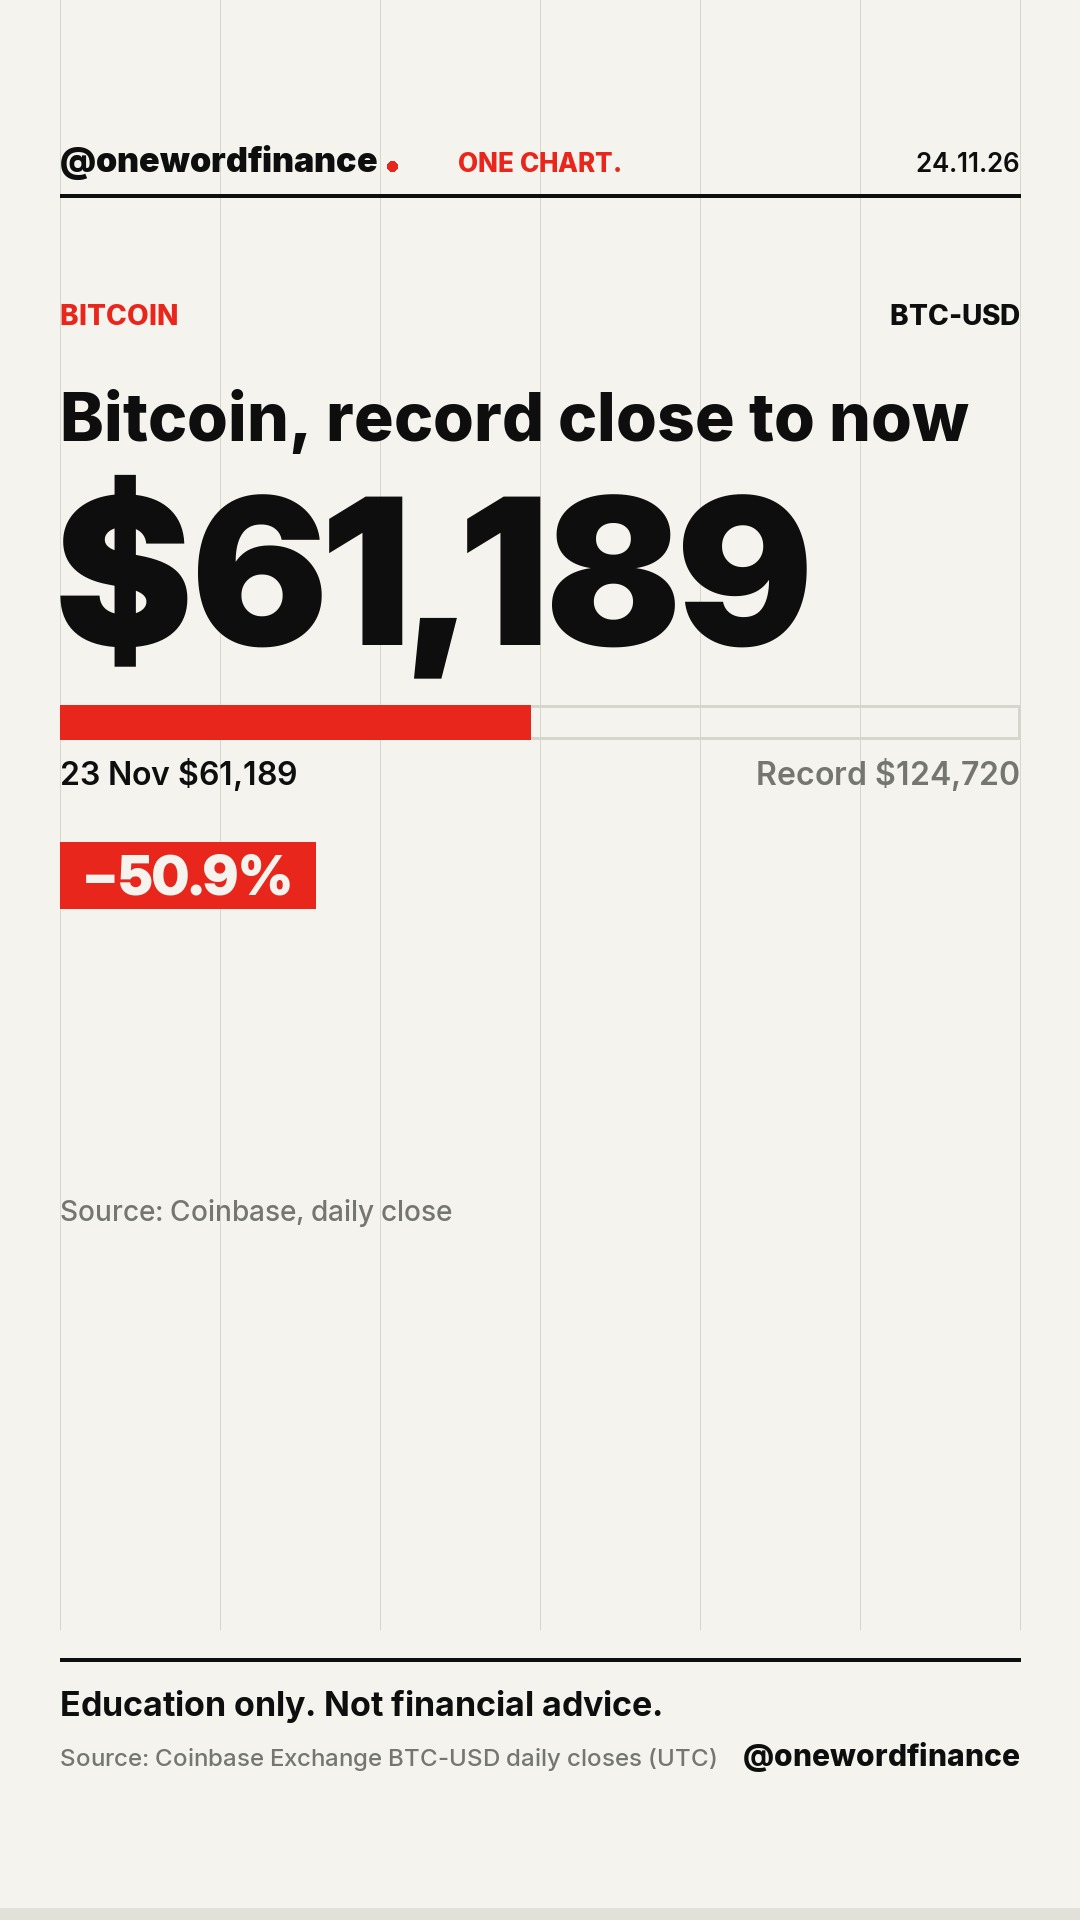 @onewordfinance ONE CHART. 24.11.26
BITCOIN BTC-USD
Bitcoin, record close to now
$61,189
23 Nov $61,189 Record $124,720
−50.9%
Source: Coinbase, daily close
Education only. Not financial advice.
Source: Coinbase Exchange BTC-USD daily closes (UTC) @onewordfinance